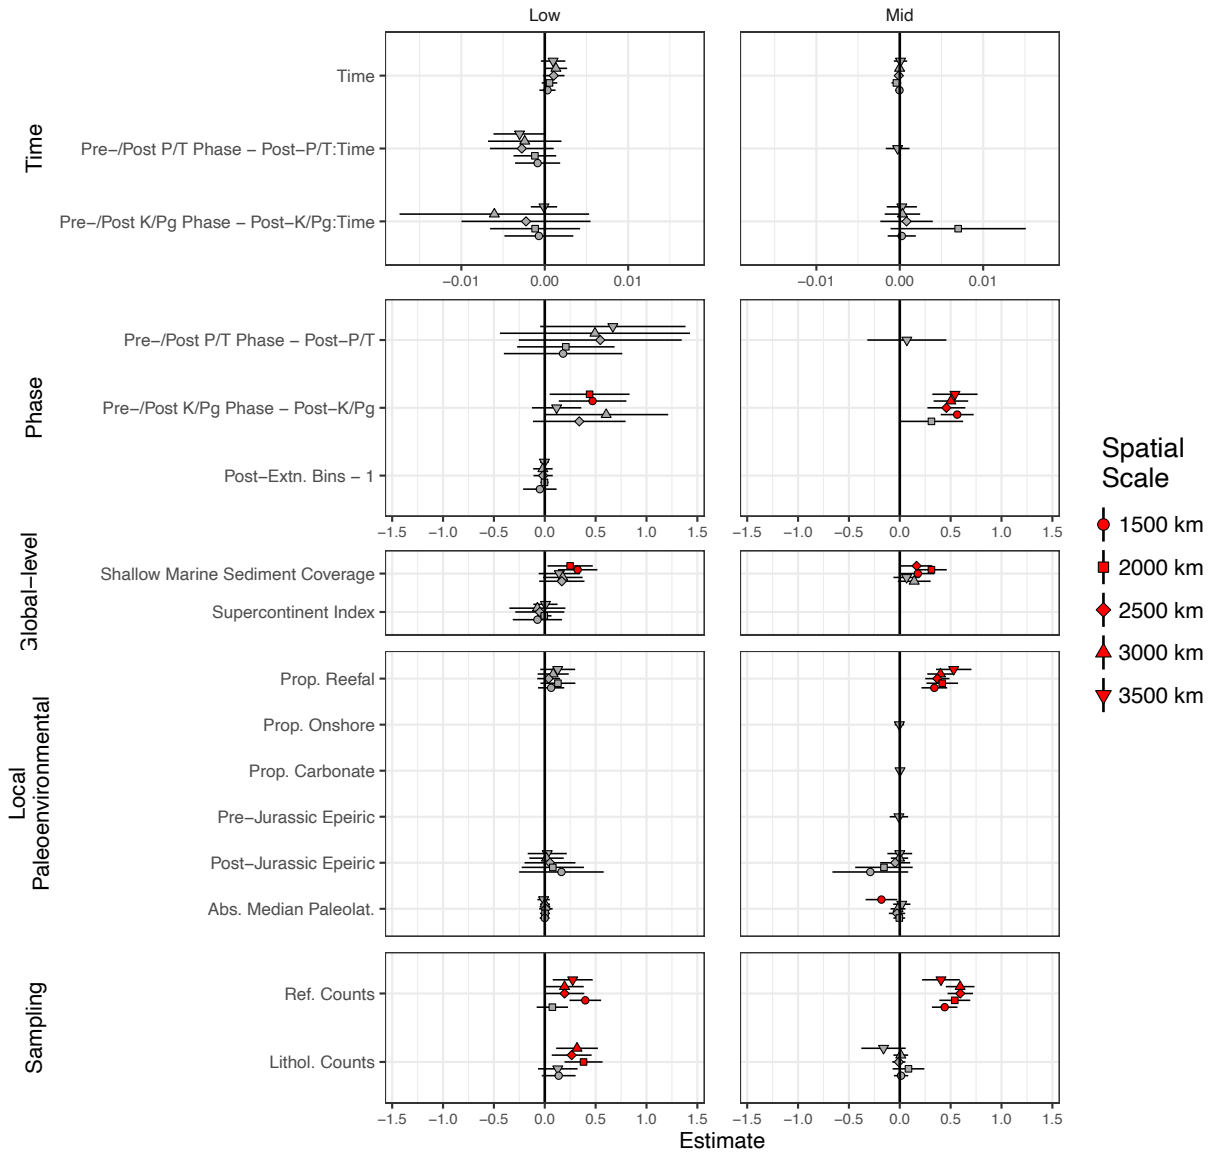 Low
Mid
Time
Time
Pre−/Post P/T Phase − Post−P/T:Time
Pre−/Post K/Pg Phase − Post−K/Pg:Time
−0.01 0.00 0.01
−0.01 0.00 0.01
Phase
Pre−/Post P/T Phase − Post−P/T
Pre−/Post K/Pg Phase − Post−K/Pg
Post−Extn. Bins − 1
−1.5 −1.0 −0.5 0.0 0.5 1.0 1.5
−1.5 −1.0 −0.5 0.0 0.5 1.0 1.5
Global−level
Shallow Marine Sediment Coverage
Supercontinent Index
Local
Paleoenvironmental
Prop. Reefal
Prop. Onshore
Prop. Carbonate
Pre−Jurassic Epeiric
Post−Jurassic Epeiric
Abs. Median Paleolat.
Sampling
Ref. Counts
Lithol. Counts
−1.5 −1.0 −0.5 0.0 0.5 1.0 1.5
−1.5 −1.0 −0.5 0.0 0.5 1.0 1.5
Estimate
Spatial
Scale
1500 km
2000 km
2500 km
3000 km
3500 km